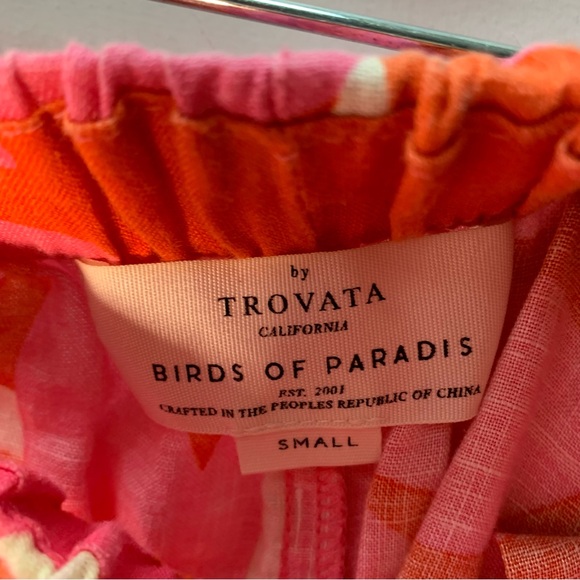 by
TROVATA
CALIFORNIA
BIRDS OF PARADIS
EST. 2001
CRAFTED IN THE PEOPLES REPUBLIC OF CHINA
SMALL